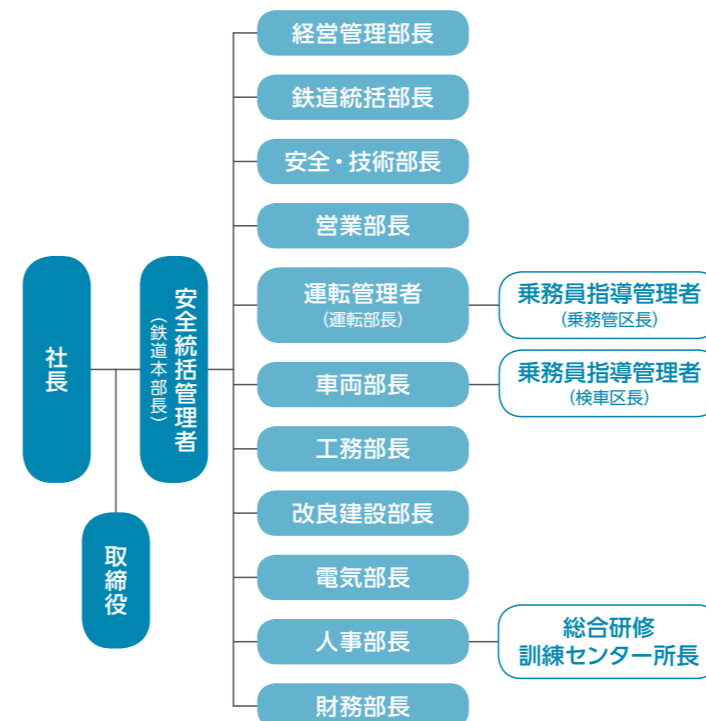 社長
取締役
安全統括管理者
（鉄道本部長）
経営管理部長
鉄道統括部長
安全・技術部長
営業部長
運転管理者
(運転部長)
乗務員指導管理者
(乗務管区長)
車両部長
乗務員指導管理者
(検車区長)
工務部長
改良建設部長
電気部長
人事部長
総合研修
訓練センター所長
財務部長